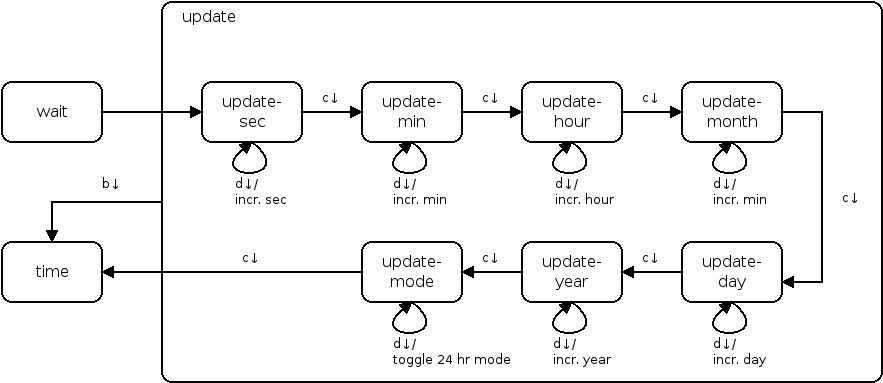 update
wait
update-
sec
c↓
update-
min
c↓
update-
hour
c↓
update-
month
d↓/
incr. sec
d↓/
incr. min
d↓/
incr. hour
d↓/
incr. min
b↓
c↓
time
c↓
update-
mode
c↓
update-
year
c↓
update-
day
d↓/
toggle 24 hr mode
d↓/
incr. year
d↓/
incr. day